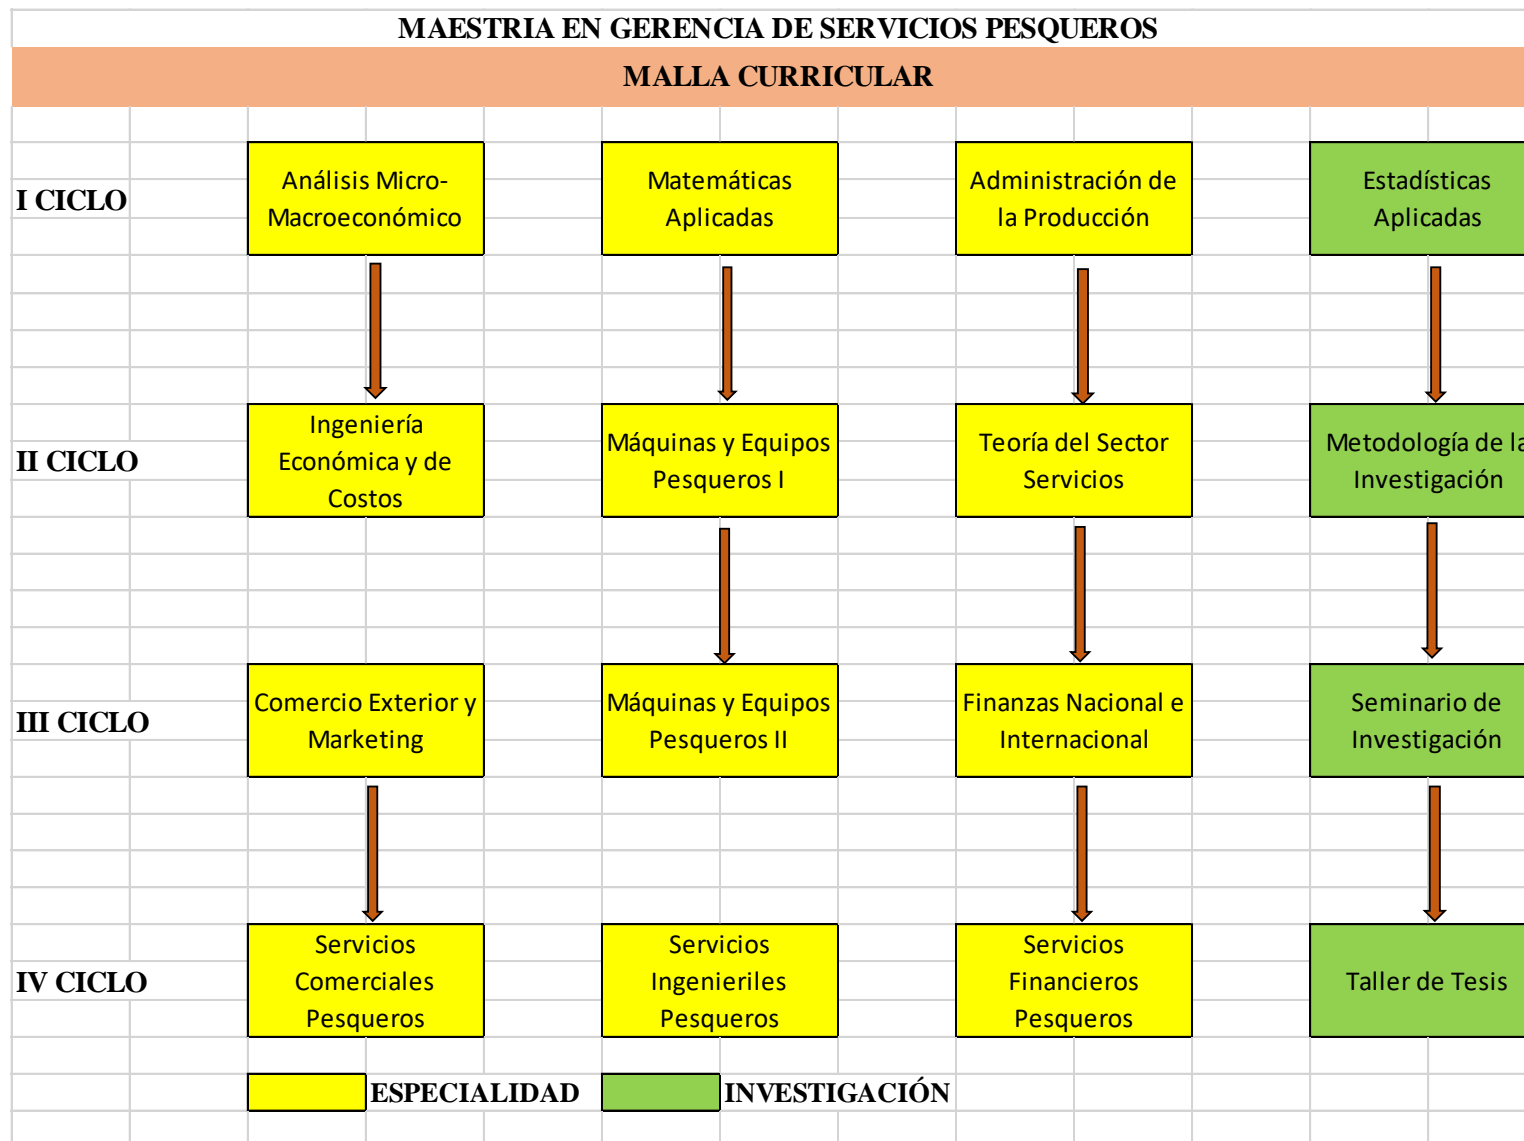 MAESTRIA EN GERENCIA DE SERVICIOS PESQUEROS
MALLA CURRICULAR
I CICLO
Análisis Micro-
Macroeconómico
Matemáticas
Aplicadas
Administración de
la Producción
Estadísticas
Aplicadas
II CICLO
Ingeniería
Económica y de
Costos
Máquinas y Equipos
Pesqueros I
Teoría del Sector
Servicios
Metodología de la
Investigación
III CICLO
Comercio Exterior y
Marketing
Máquinas y Equipos
Pesqueros II
Finanzas Nacional e
Internacional
Seminario de
Investigación
IV CICLO
Servicios
Comerciales
Pesqueros
Servicios
Ingenieriles
Pesqueros
Servicios
Financieros
Pesqueros
Taller de Tesis
ESPECIALIDAD
INVESTIGACIÓN